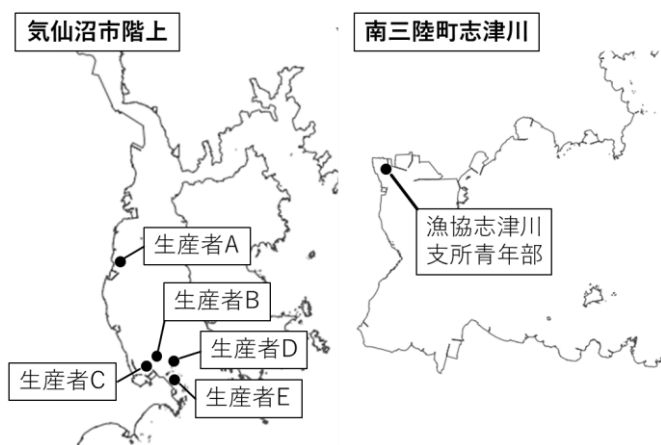 気仙沼市階上
南三陸町志津川
生産者A
生産者B
生産者C
生産者D
生産者E
漁協志津川
支所青年部